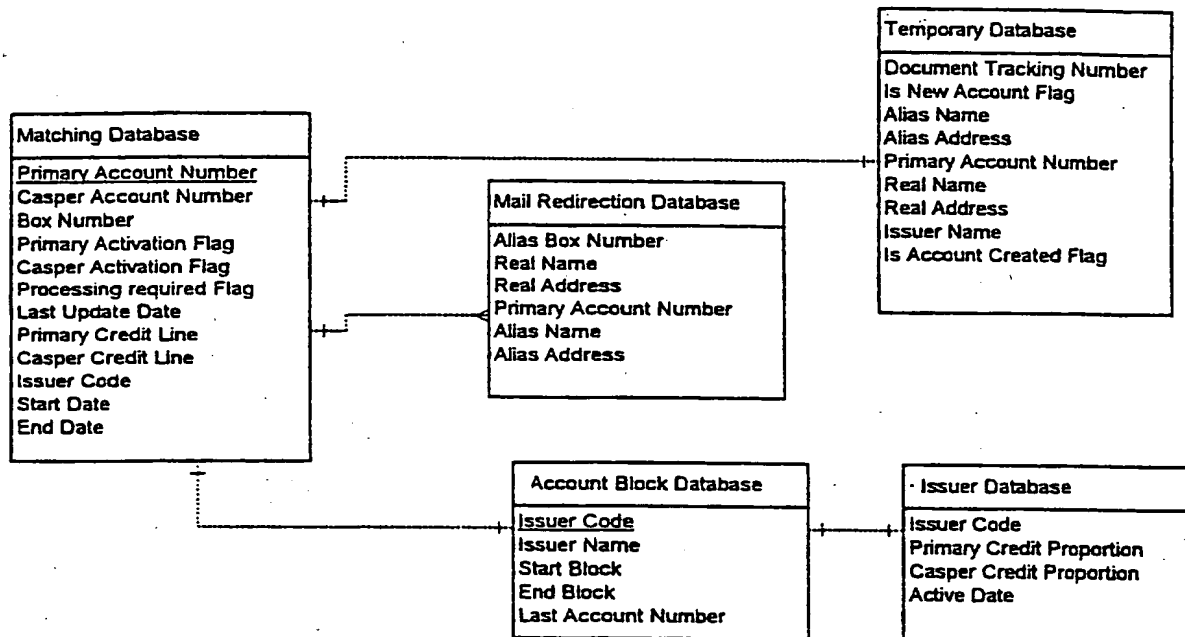 Temporary Database
Document Tracking Number
Is New Account Flag
Alias Name
Alias Address
Primary Account Number
Real Name
Real Address
Issuer Name
Is Account Created Flag
Matching Database
Primary Account Number
Casper Account Number
Box Number
Primary Activation Flag
Casper Activation Flag
Processing required Flag
Last Update Date
Primary Credit Line
Casper Credit Line
Issuer Code
Start Date
End Date
Mail Redirection Database
Alias Box Number
Real Name
Real Address
Primary Account Number
Alias Name
Alias Address
Account Block Database
Issuer Code
Issuer Name
Start Block
End Block
Last Account Number
Issuer Database
Issuer Code
Primary Credit Proportion
Casper Credit Proportion
Active Date